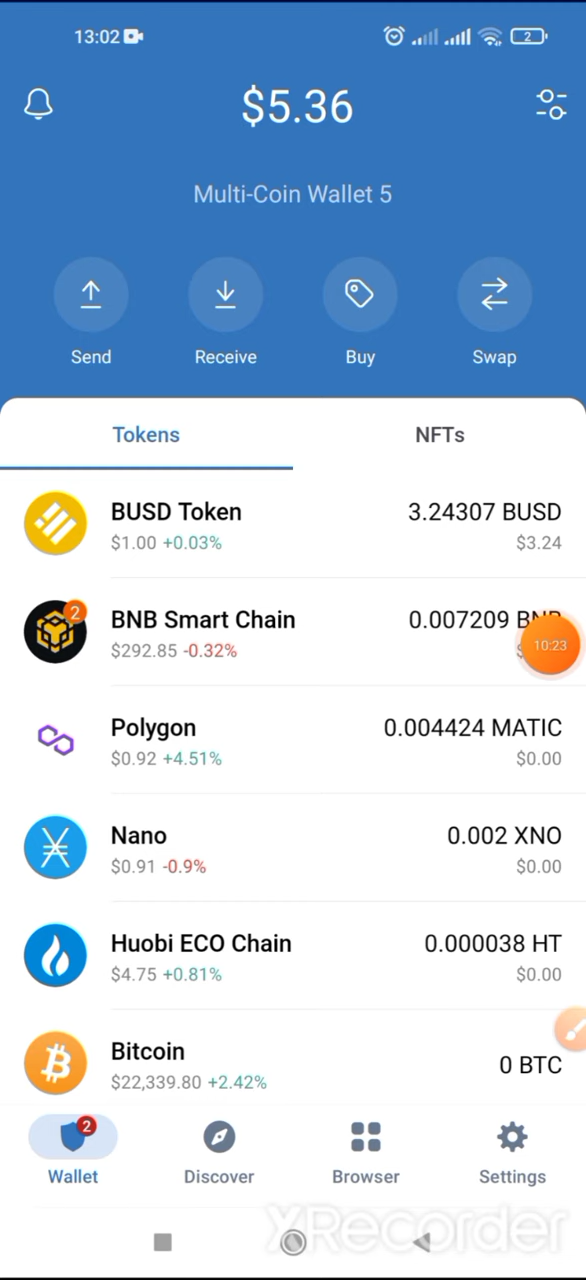 13:02
2
$5.36
Multi-Coin Wallet 5
Send Receive Buy Swap
Tokens NFTs
BUSD Token 3.24307 BUSD
$1.00 +0.03% $3.24
2
BNB Smart Chain 0.007209 BNB
$292.85 -0.32%
10:23
Polygon 0.004424 MATIC
$0.92 +4.51% $0.00
Nano 0.002 XNO
$0.91 -0.9% $0.00
Huobi ECO Chain 0.000038 HT
$4.75 +0.81% $0.00
Bitcoin 0 BTC
$22,339.80 +2.42%
2
Wallet Discover Browser Settings
XRecorder